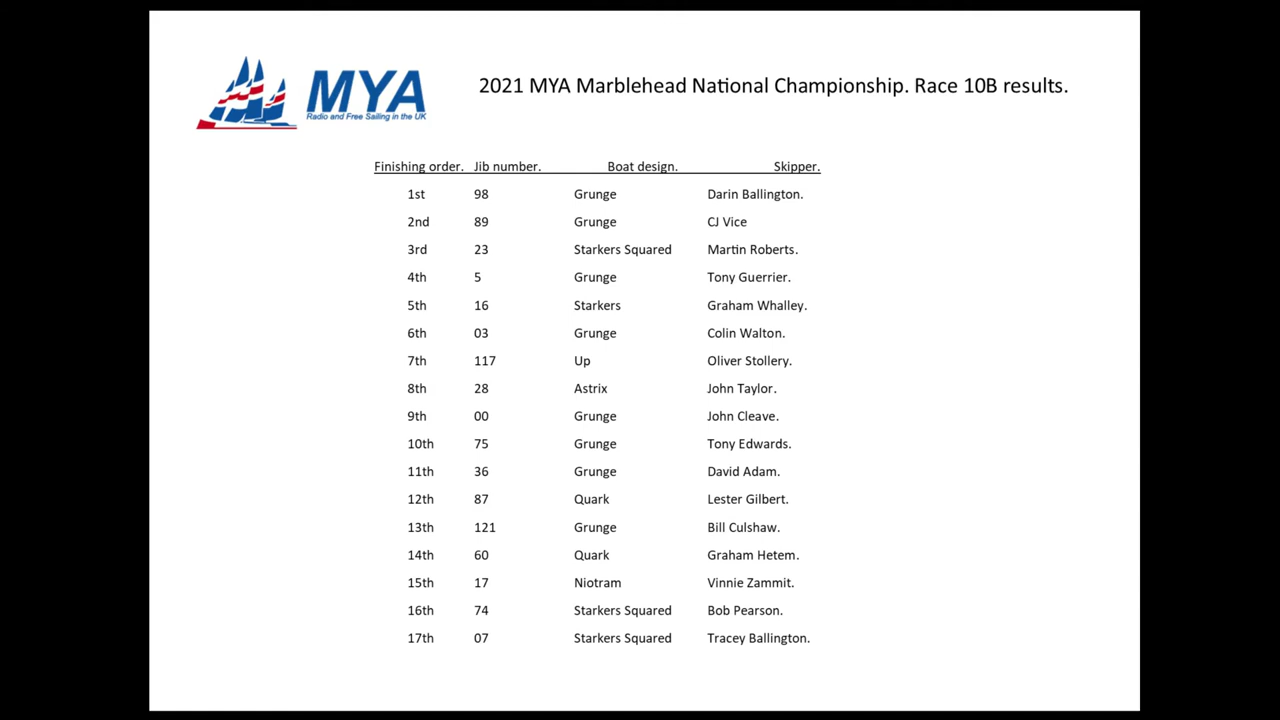 MYA
Radio and Free Sailing in the UK
2021 MYA Marblehead National Championship. Race 10B results.
Finishing order. Jib number. Boat design. Skipper.
1st 98 Grunge Darin Ballington.
2nd 89 Grunge CJ Vice
3rd 23 Starkers Squared Martin Roberts.
4th 5 Grunge Tony Guerrier.
5th 16 Starkers Graham Whalley.
6th 03 Grunge Colin Walton.
7th 117 Up Oliver Stollery.
8th 28 Astrix John Taylor.
9th 00 Grunge John Cleave.
10th 75 Grunge Tony Edwards.
11th 36 Grunge David Adam.
12th 87 Quark Lester Gilbert.
13th 121 Grunge Bill Culshaw.
14th 60 Quark Graham Hetem.
15th 17 Niotram Vinnie Zammit.
16th 74 Starkers Squared Bob Pearson.
17th 07 Starkers Squared Tracey Ballington.